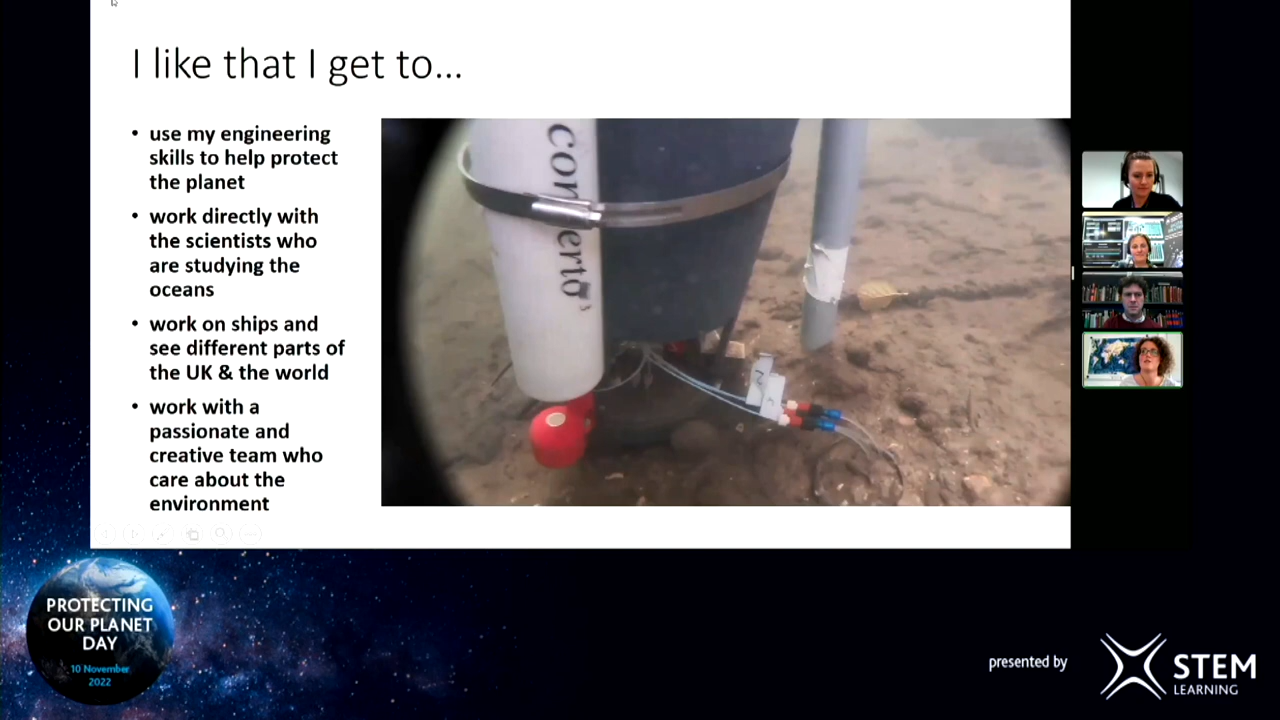 I like that I get to...
• use my engineering
skills to help protect
the planet
• work directly with
the scientists who
are studying the
oceans
• work on ships and
see different parts of
the UK & the world
• work with a
passionate and
creative team who
care about the
environment
concerto³
PROTECTING
OUR PLANET
DAY
10 November
2022
presented by
STEM
LEARNING